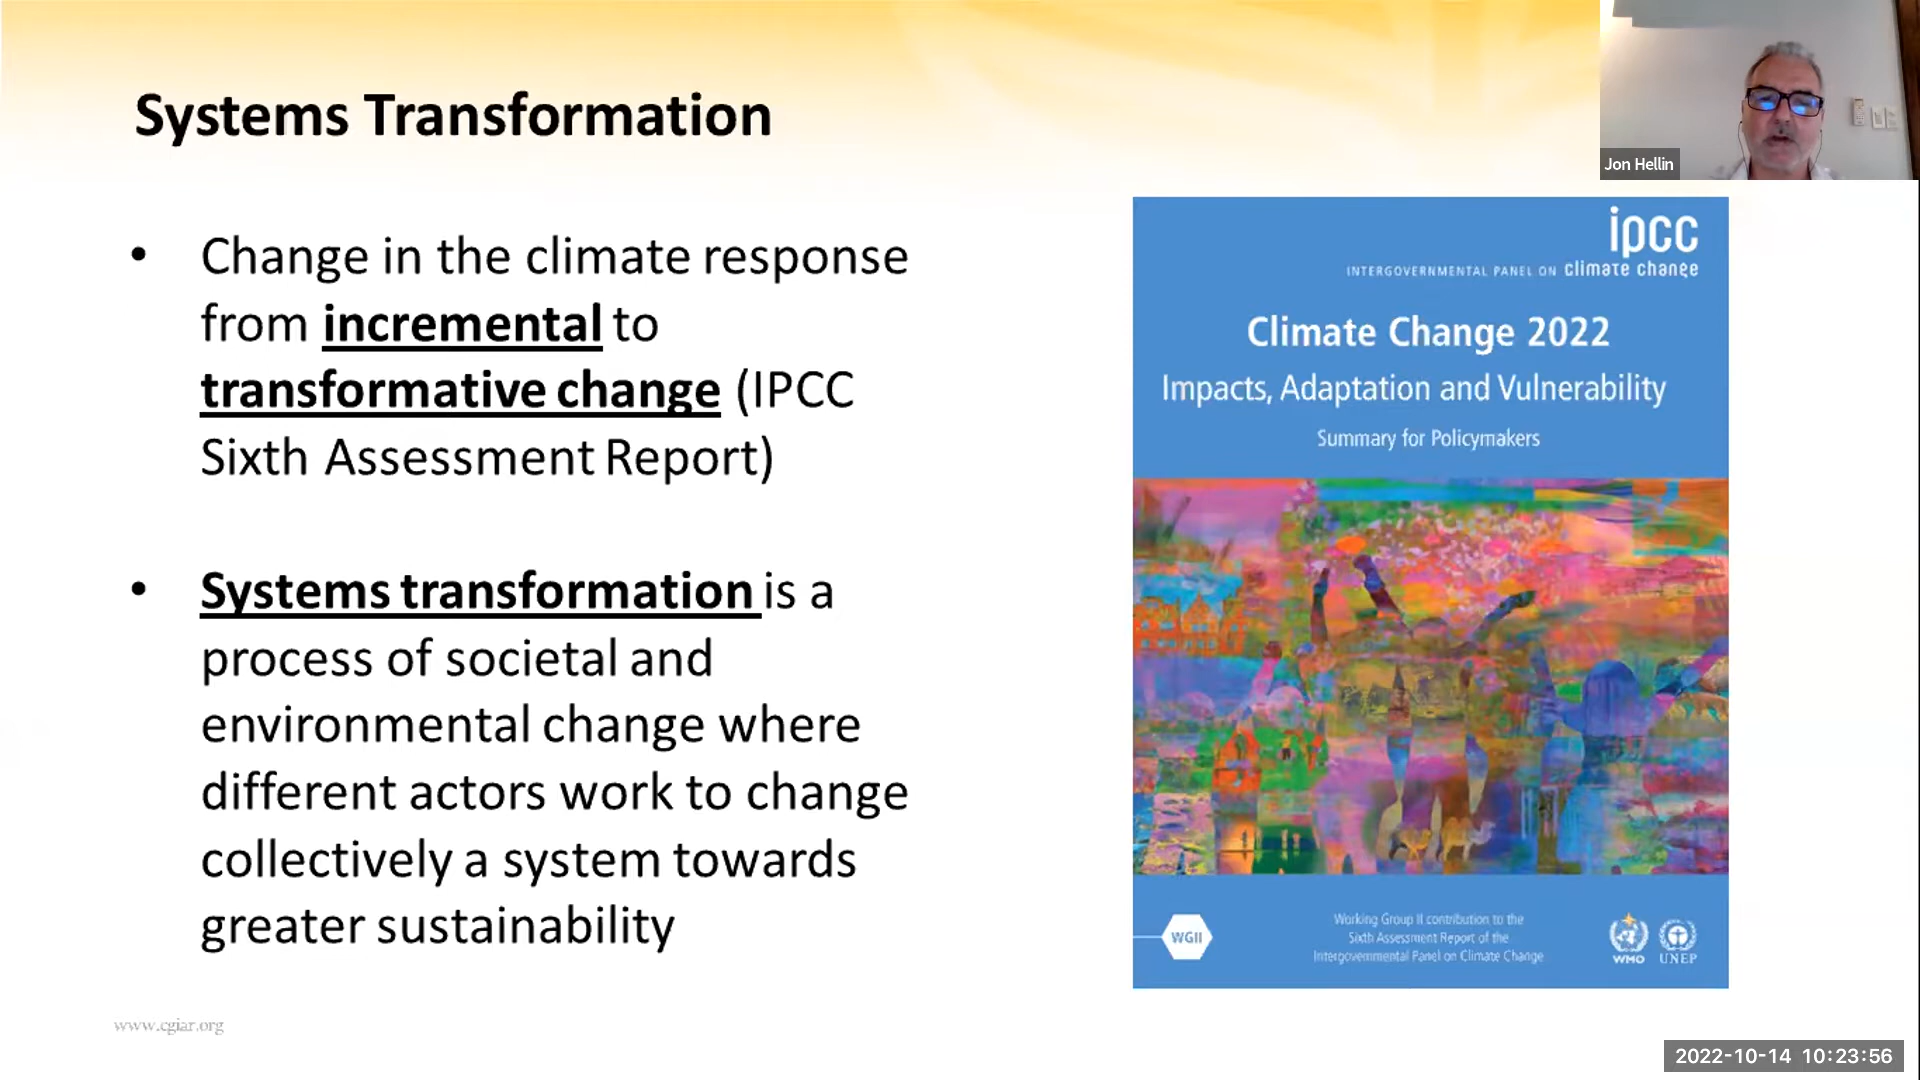 Systems Transformation
Jon Hellin
• Change in the climate response
from incremental to
transformative change (IPCC
Sixth Assessment Report)
• Systems transformation is a
process of societal and
environmental change where
different actors work to change
collectively a system towards
greater sustainability
ipcc
INTERGOVERNMENTAL PANEL ON climate change
Climate Change 2022
Impacts, Adaptation and Vulnerability
Summary for Policymakers
WGII
Working Group II contribution to the
Sixth Assessment Report of the
Intergovernmental Panel on Climate Change
WMO
UNEP
www.cgiar.org
2022-10-14 10:23:56